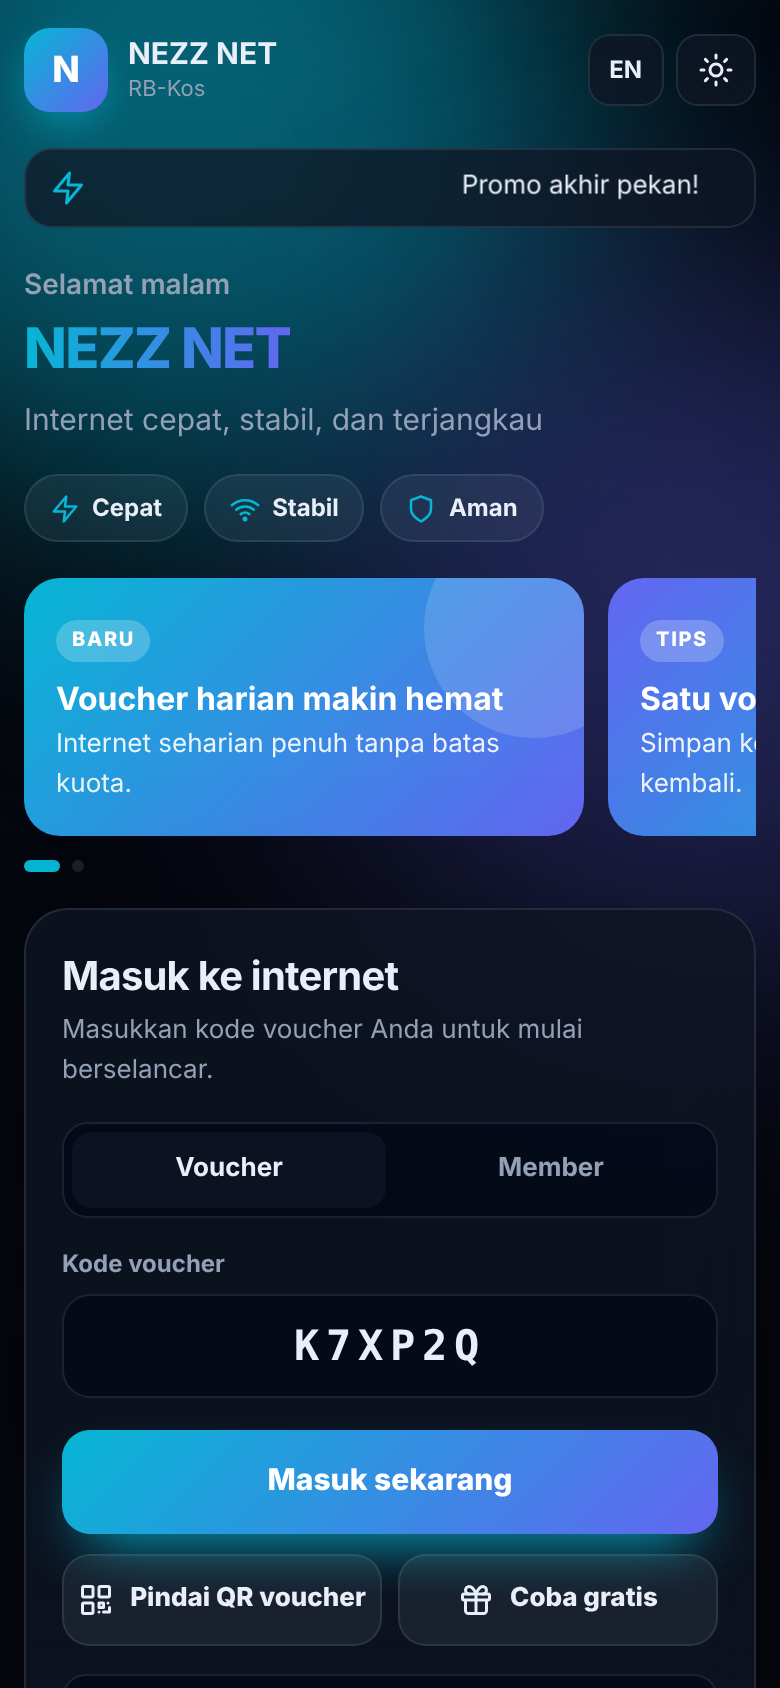 N
NEZZ NET
RB-Kos
EN
Promo akhir pekan!
Selamat malam
NEZZ NET
Internet cepat, stabil, dan terjangkau
Cepat
Stabil
Aman
BARU
Voucher harian makin hemat
Internet seharian penuh tanpa batas
kuota.
TIPS
Satu vo
Simpan k
kembali.
Masuk ke internet
Masukkan kode voucher Anda untuk mulai
berselancar.
Voucher
Member
Kode voucher
K7XP2Q
Masuk sekarang
Pindai QR voucher
Coba gratis